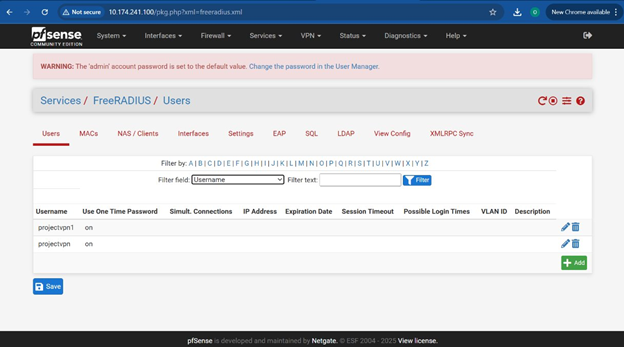 Not secure 10.174.241.100/pkg.php?xml=freeradius.xml New Chrome available
pfsense System Interfaces Firewall Services VPN Status Diagnostics Help
COMMUNITY EDITION
WARNING: The 'admin' account password is set to the default value. Change the password in the User Manager.
Services / FreeRADIUS / Users
Users MACs NAS / Clients Interfaces Settings EAP SQL LDAP View Config XMLRPC Sync
Filter by: A | B | C | D | E | F | G | H | I | J | K | L | M | N | O | P | Q | R | S | T | U | V | W | X | Y | Z
Filter field: Username Filter text: Filter
Username Use One Time Password Simult. Connections IP Address Expiration Date Session Timeout Possible Login Times VLAN ID Description
projectvpn1 on
projectvpn on
Add
Save
pfSense is developed and maintained by Netgate. © ESF 2004 - 2025 View license.